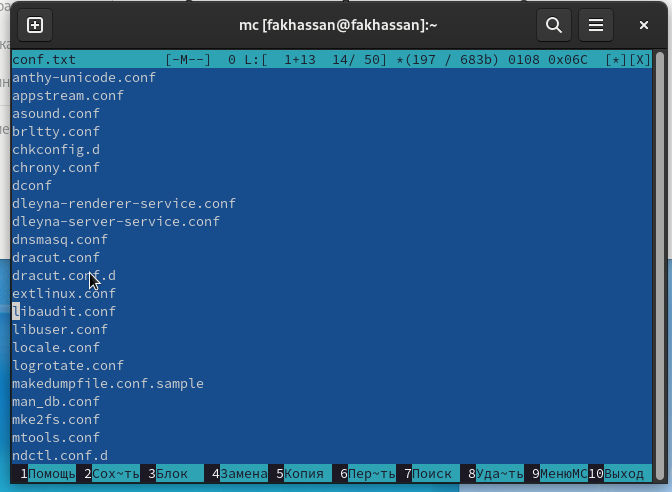 mc [fakhassan@fakhassan]:~
conf.txt [-M--] 0 L:[ 1+13 14/ 50] *(197 / 683b) 0108 0x06C [*][X]
anthy-unicode.conf
appstream.conf
asound.conf
brltty.conf
chkconfig.d
chrony.conf
dconf
dleyna-renderer-service.conf
dleyna-server-service.conf
dnsmasq.conf
dracut.conf
dracut.conf.d
extlinux.conf
libaudit.conf
libuser.conf
locale.conf
logrotate.conf
makedumpfile.conf.sample
man_db.conf
mke2fs.conf
mtools.conf
ndctl.conf.d
1Помощь 2Сох~ть 3Блок 4Замена 5Копия 6Пер~ть 7Поиск 8Уда~ть 9МенюMC 10Выход